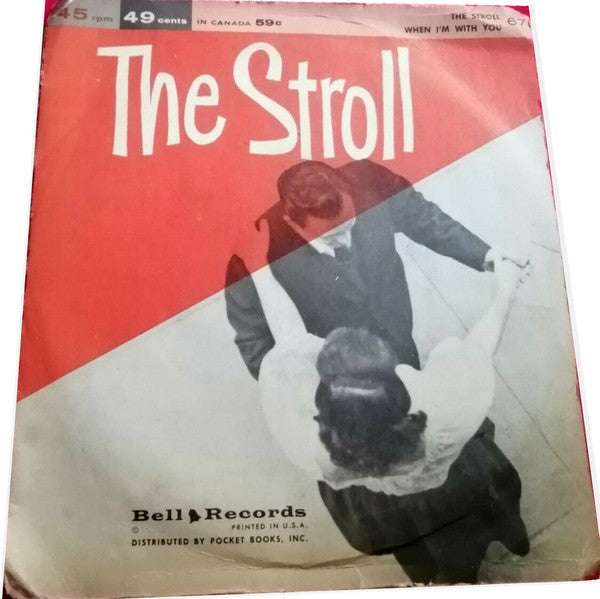 45 rpm 49 cents IN CANADA 59c
THE STROLL
WHEN I'M WITH YOU
The Stroll
Bell Records
© PRINTED IN U.S.A.
DISTRIBUTED BY POCKET BOOKS, INC.